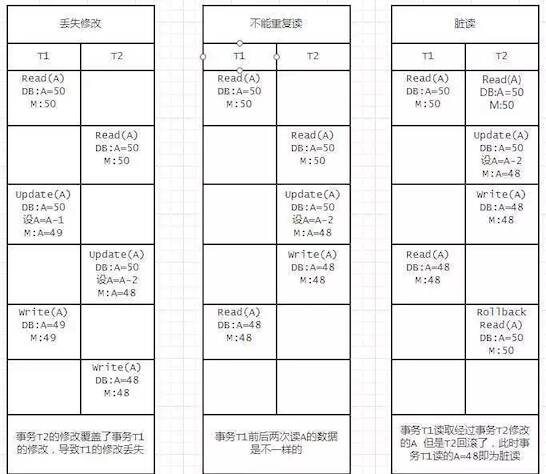 丢失修改
T1 T2
Read(A)
DB:A=50
M:50
Read(A)
DB:A=50
M:50
Update(A)
DB:A=50
设A=A-1
M:A=49
Update(A)
DB:A=50
设A=A-2
M:A=48
Write(A)
DB:A=49
M:49
Write(A)
DB:A=48
M:48
事务T2的修改覆盖了事务T1
的修改，导致T1的修改丢失
不能重复读
T1 T2
Read(A)
DB:A=50
M:50
Read(A)
DB:A=50
M:50
Update(A)
DB:A=50
设A=A-2
M:A=48
Write(A)
DB:A=48
M:48
Read(A)
DB:A=48
M:48
事务T1前后两次读A的数据
是不一样的
脏读
T1 T2
Read(A)
DB:A=50
M:50
Read(A)
DB:A=50
M:50
Update(A)
DB:A=50
设A=A-2
M:A=48
Write(A)
DB:A=48
M:48
Read(A)
DB:A=48
M:48
Rollback
Read(A)
DB:A=50
M:50
事务T1读取经过事务T2修改
的A 但是T2回滚了，此时事
务T1读的A=48即为脏读